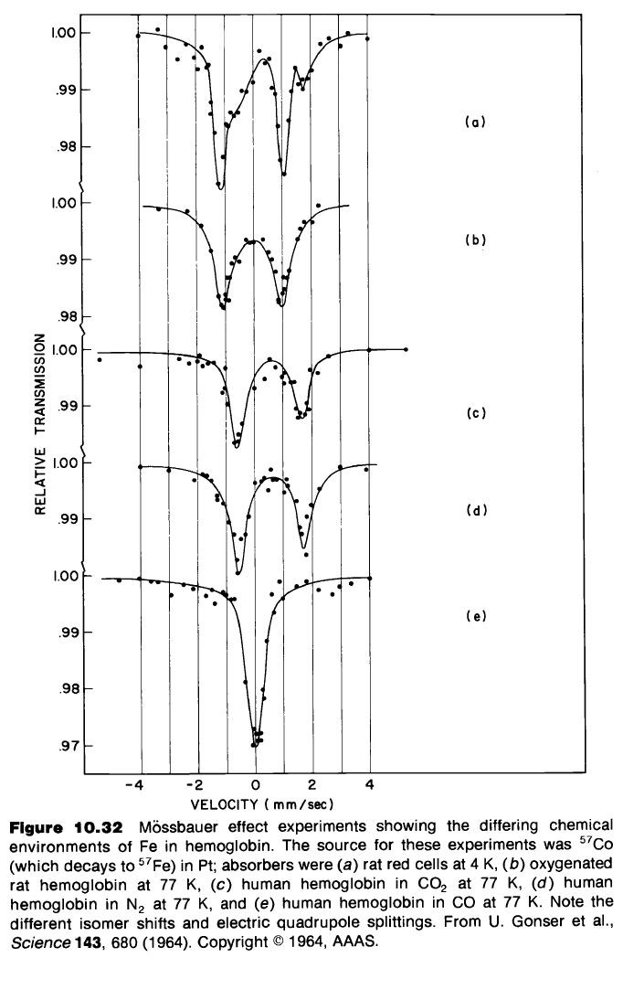 1.00
.99
(a)
.98
1.00
(b)
.99
.98
RELATIVE TRANSMISSION
1.00
.99
(c)
1.00
.99
(d)
1.00
.99
(e)
.98
.97
-4 -2 0 2 4
VELOCITY (mm/sec)
Figure 10.32 Mössbauer effect experiments showing the differing chemical
environments of Fe in hemoglobin. The source for these experiments was ⁵⁷Co
(which decays to ⁵⁷Fe) in Pt; absorbers were (a) rat red cells at 4 K, (b) oxygenated
rat hemoglobin at 77 K, (c) human hemoglobin in CO₂ at 77 K, (d) human
hemoglobin in N₂ at 77 K, and (e) human hemoglobin in CO at 77 K. Note the
different isomer shifts and electric quadrupole splittings. From U. Gonser et al.,
Science 143, 680 (1964). Copyright © 1964, AAAS.